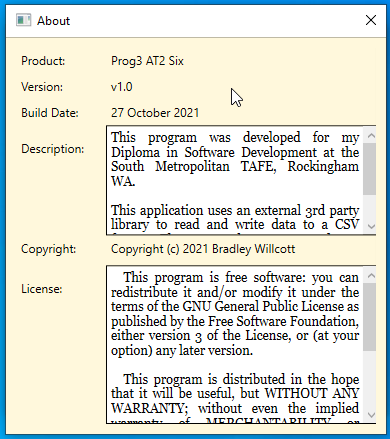 About
Product: Prog3 AT2 Six
Version: v1.0
Build Date: 27 October 2021
Description: This program was developed for my
Diploma in Software Development at the
South Metropolitan TAFE, Rockingham
WA.
This application uses an external 3rd party
library to read and write data to a CSV
Copyright: Copyright (c) 2021 Bradley Willcott
License: This program is free software: you can
redistribute it and/or modify it under the
terms of the GNU General Public License as
published by the Free Software Foundation,
either version 3 of the License, or (at your
option) any later version.
This program is distributed in the hope
that it will be useful, but WITHOUT ANY
WARRANTY; without even the implied
warranty of MERCHANTABILITY or